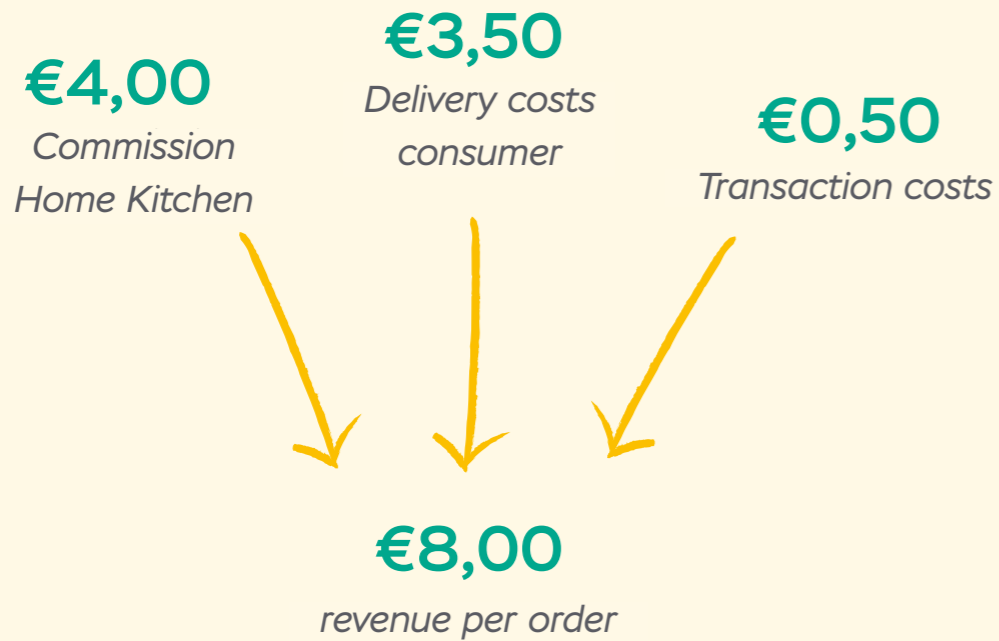 €4,00
Commission
Home Kitchen
€3,50
Delivery costs
consumer
€0,50
Transaction costs
€8,00
revenue per order